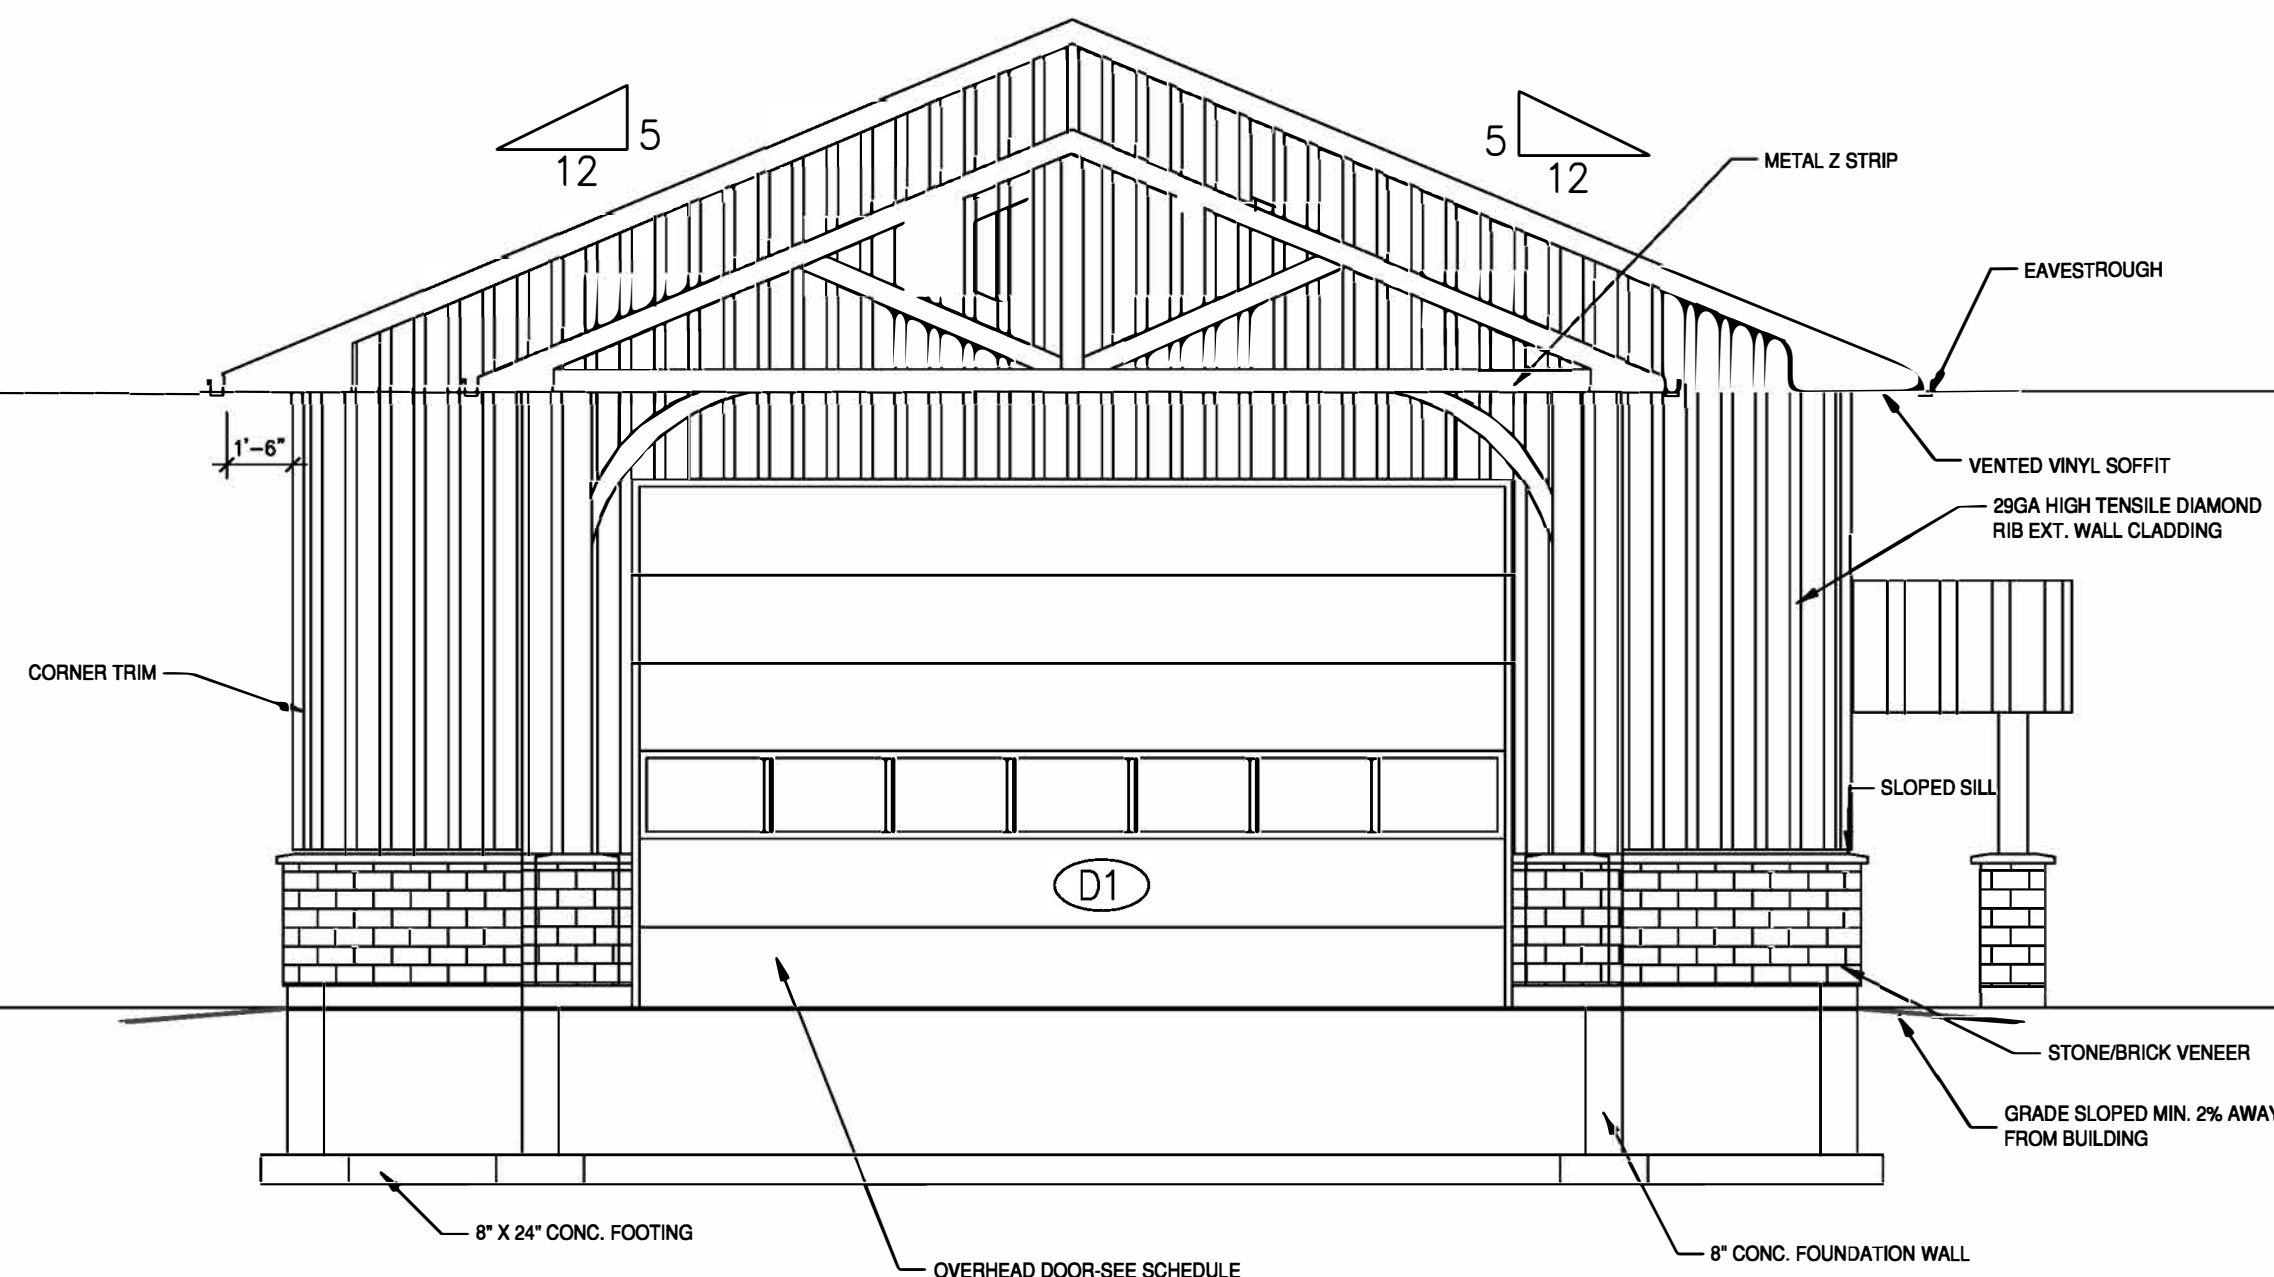 5
12
5
12
METAL Z STRIP
EAVESTROUGH
1'-6"
VENTED VINYL SOFFIT
29GA HIGH TENSILE DIAMOND
RIB EXT. WALL CLADDING
CORNER TRIM
SLOPED SILL
D1
STONE/BRICK VENEER
GRADE SLOPED MIN. 2% AWAY
FROM BUILDING
8" X 24" CONC. FOOTING
8" CONC. FOUNDATION WALL
OVERHEAD DOOR-SEE SCHEDULE